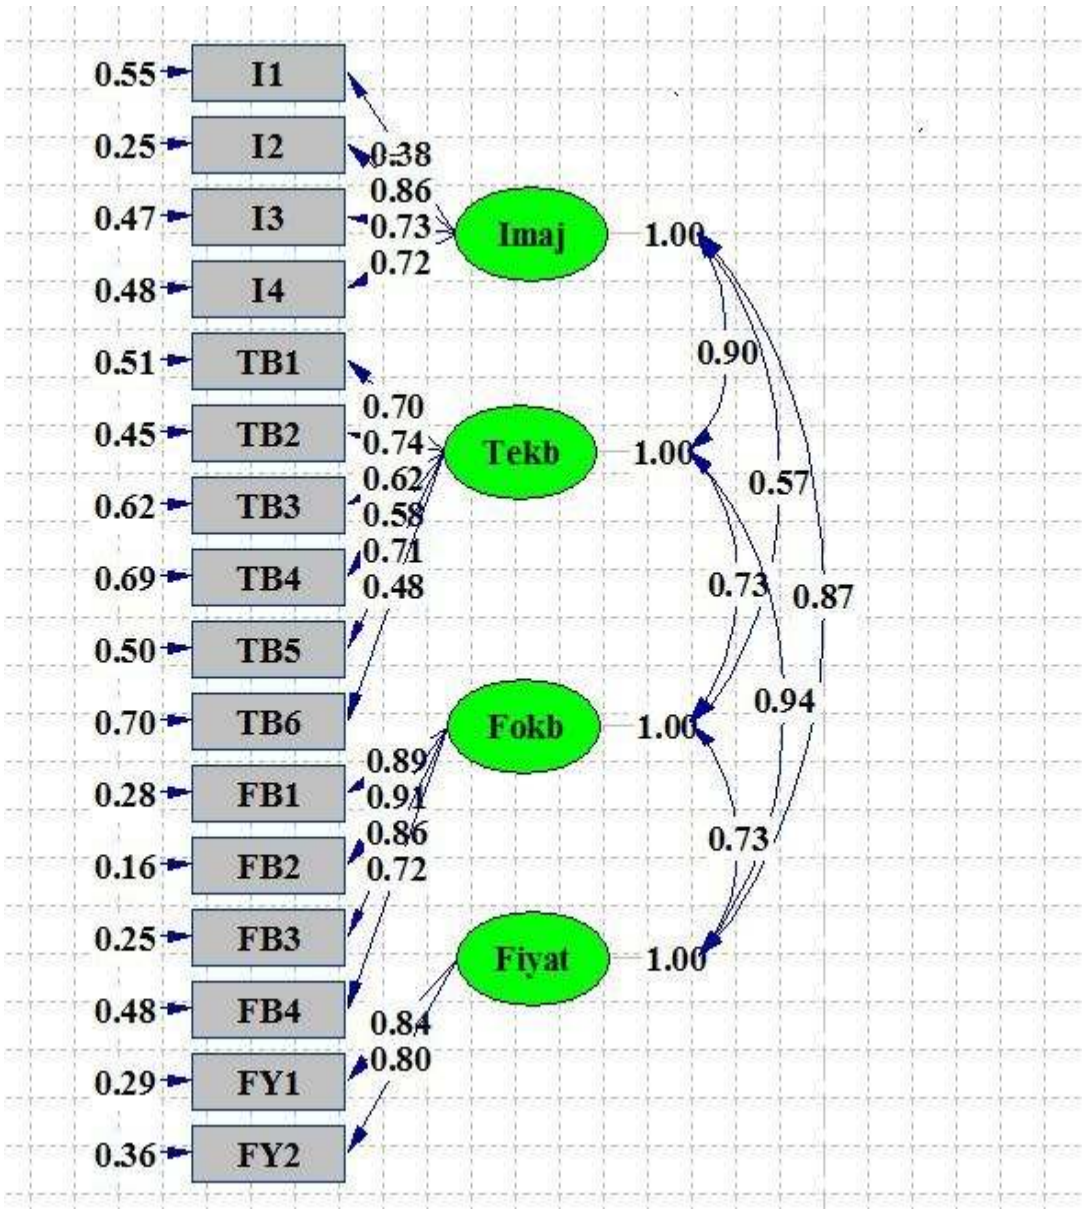 0.55 I1
0.38
0.25 I2
0.86
0.47 I3
0.73
Imaj 1.00
0.72
0.48 I4
0.90
0.51 TB1
0.70
0.45 TB2
0.74
Tekb 1.00
0.62
0.57
0.62 TB3
0.58
0.71
0.69 TB4
0.48
0.73
0.87
0.50 TB5
0.94
0.70 TB6
Fokb 1.00
0.89
0.28 FB1
0.91
0.86
0.73
0.16 FB2
0.72
0.25 FB3
Fiyat 1.00
0.48 FB4
0.84
0.80
0.29 FY1
0.36 FY2